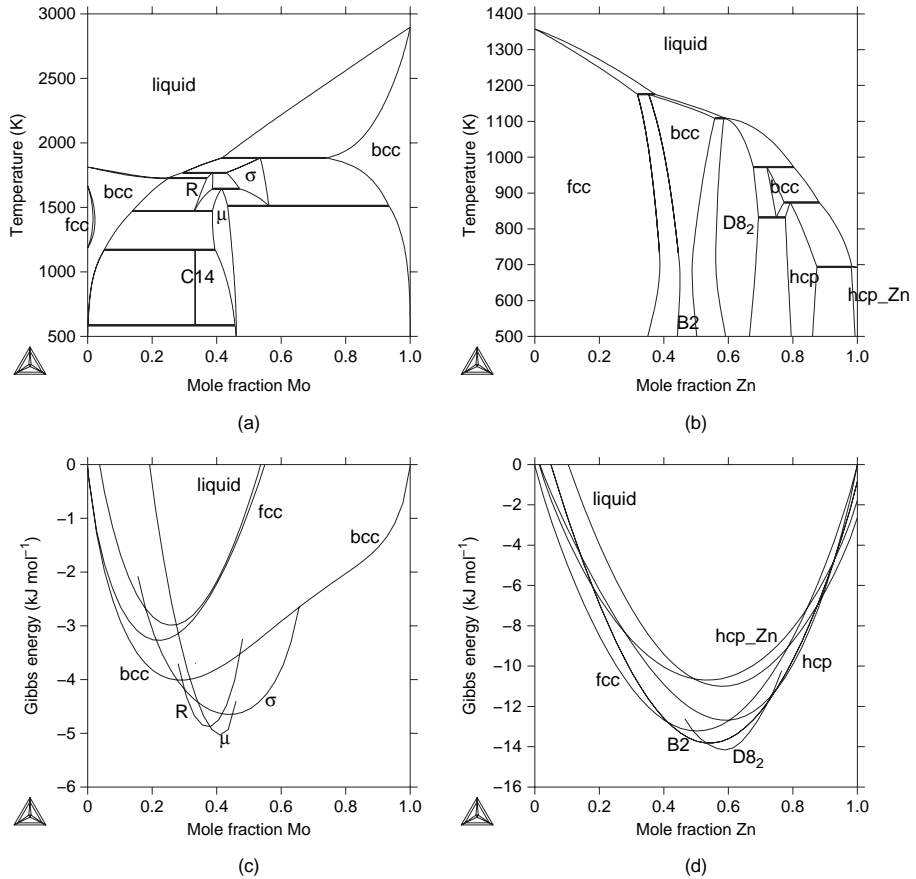 3000
2500
2000
1500
1000
500
Temperature (K)
liquid
bcc
bcc
R
σ
fcc
μ
C14
0 0.2 0.4 0.6 0.8 1.0
Mole fraction Mo
(a)
1400
1300
1200
1100
1000
900
800
700
600
500
Temperature (K)
liquid
bcc
fcc
bcc
D8₂
hcp
hcp_Zn
B2
0 0.2 0.4 0.6 0.8 1.0
Mole fraction Zn
(b)
0
−1
−2
−3
−4
−5
−6
Gibbs energy (kJ mol⁻¹)
liquid
fcc
bcc
bcc
R
σ
μ
0 0.2 0.4 0.6 0.8 1.0
Mole fraction Mo
(c)
0
−2
−4
−6
−8
−10
−12
−14
−16
Gibbs energy (kJ mol⁻¹)
liquid
hcp_Zn
hcp
fcc
B2
D8₂
0 0.2 0.4 0.6 0.8 1.0
Mole fraction Zn
(d)